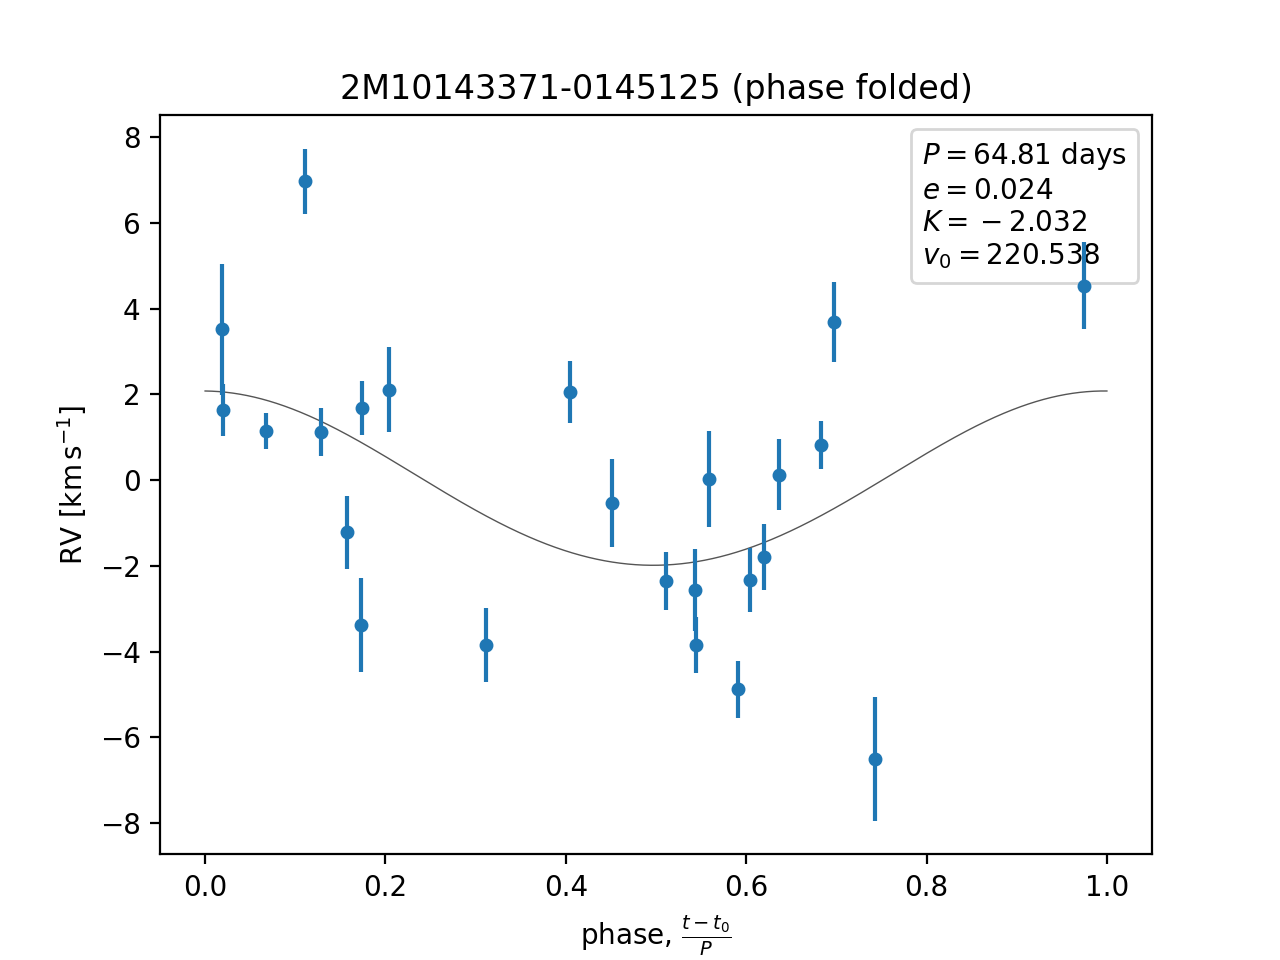 2M10143371-0145125 (phase folded)
P = 64.81 days
e = 0.024
K = −2.032
v₀ = 220.538
RV [km s⁻¹]
8
6
4
2
0
−2
−4
−6
−8
0.0 0.2 0.4 0.6 0.8 1.0
phase, (t − t₀)/P